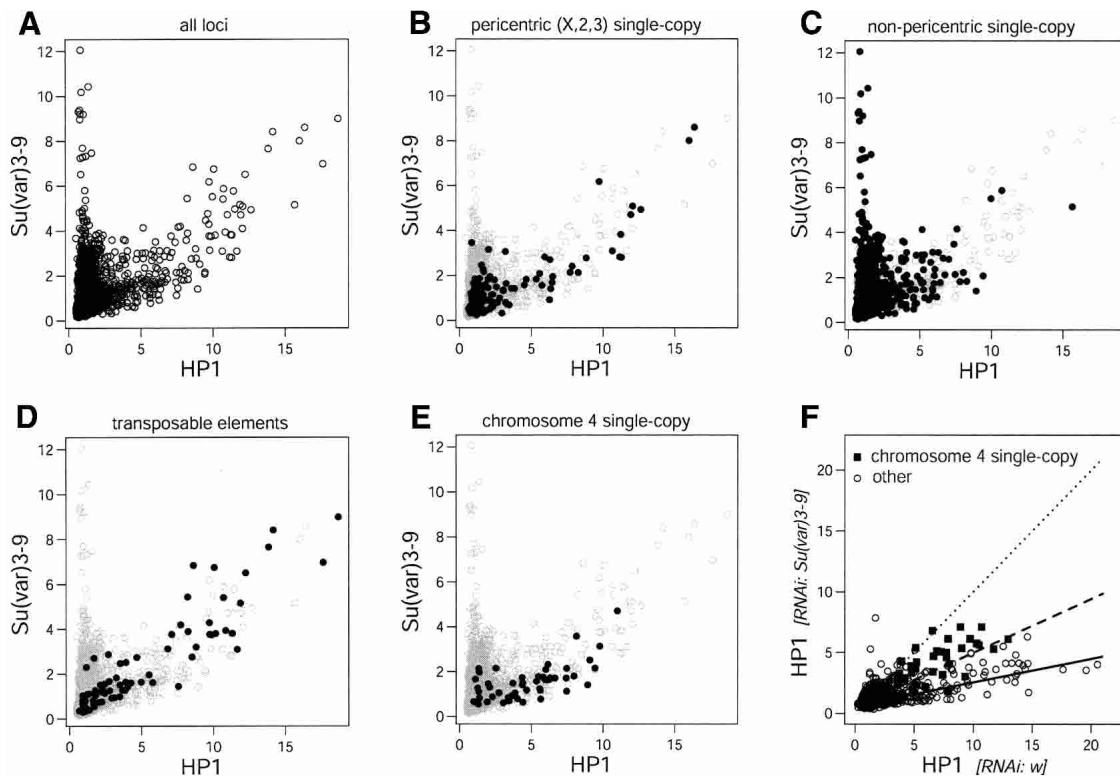 A
all loci
12
10
8
6
4
2
0
Su(var)3-9
0 5 10 15
HP1
B
pericentric (X,2,3) single-copy
12
10
8
6
4
2
0
Su(var)3-9
0 5 10 15
HP1
C
non-pericentric single-copy
12
10
8
6
4
2
0
Su(var)3-9
0 5 10 15
HP1
D
transposable elements
12
10
8
6
4
2
0
Su(var)3-9
0 5 10 15
HP1
E
chromosome 4 single-copy
12
10
8
6
4
2
0
Su(var)3-9
0 5 10 15
HP1
F
chromosome 4 single-copy
other
20
15
10
5
0
HP1 [RNAi: Su(var)3-9]
0 5 10 15 20
HP1 [RNAi: w]